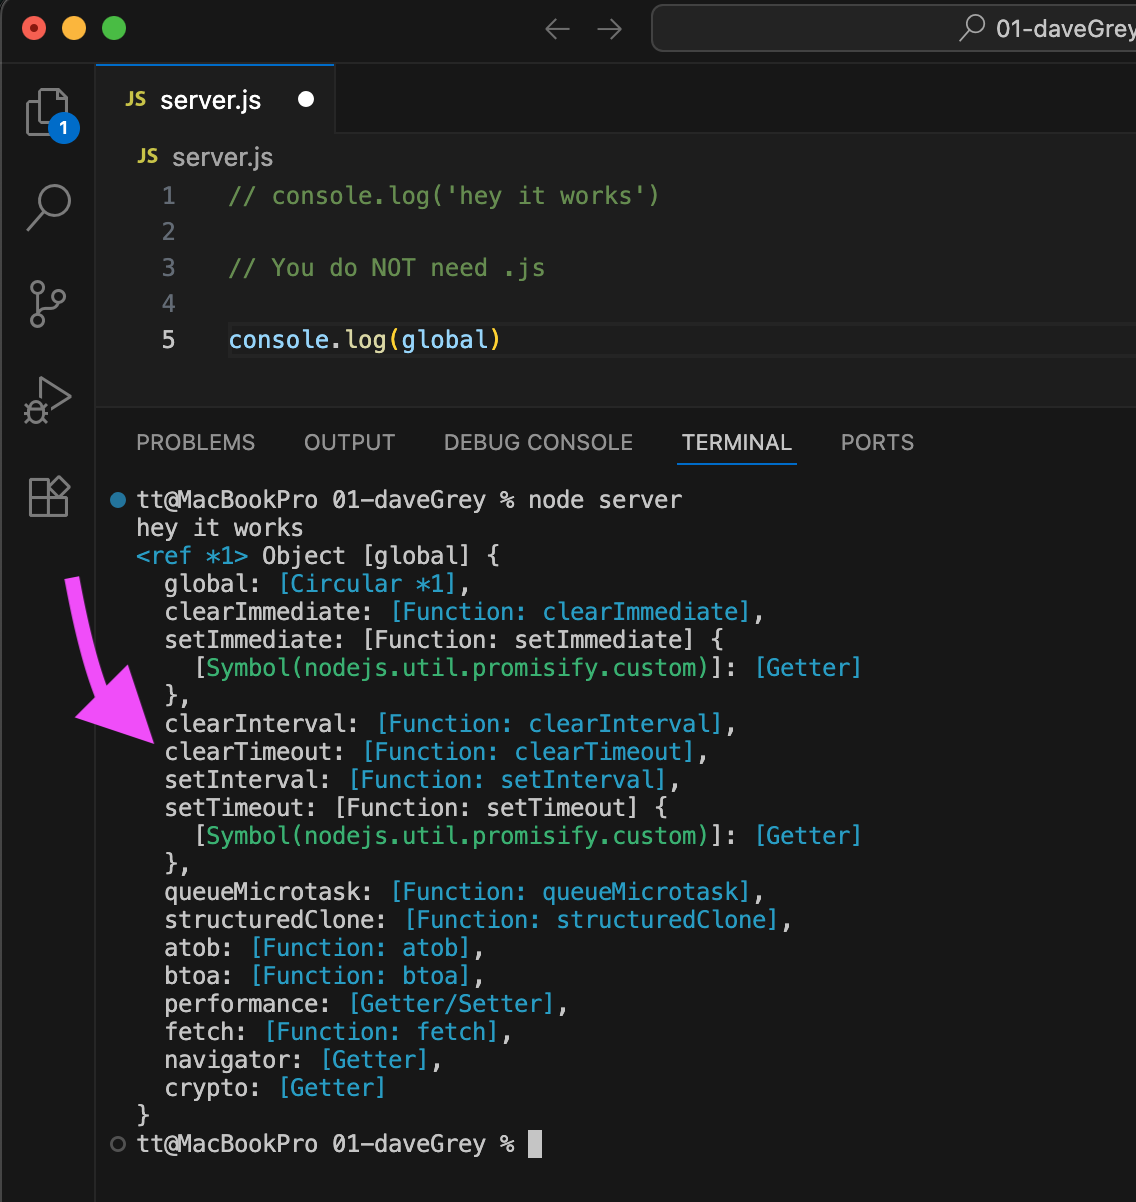 01-daveGrey
JS server.js
1
JS server.js
1 // console.log('hey it works')
2
3 // You do NOT need .js
4
5 console.log(global)
PROBLEMS OUTPUT DEBUG CONSOLE TERMINAL PORTS
tt@MacBookPro 01-daveGrey % node server
hey it works
<ref *1> Object [global] {
  global: [Circular *1],
  clearImmediate: [Function: clearImmediate],
  setImmediate: [Function: setImmediate] {
    [Symbol(nodejs.util.promisify.custom)]: [Getter]
  },
  clearInterval: [Function: clearInterval],
  clearTimeout: [Function: clearTimeout],
  setInterval: [Function: setInterval],
  setTimeout: [Function: setTimeout] {
    [Symbol(nodejs.util.promisify.custom)]: [Getter]
  },
  queueMicrotask: [Function: queueMicrotask],
  structuredClone: [Function: structuredClone],
  atob: [Function: atob],
  btoa: [Function: btoa],
  performance: [Getter/Setter],
  fetch: [Function: fetch],
  navigator: [Getter],
  crypto: [Getter]
}
tt@MacBookPro 01-daveGrey %